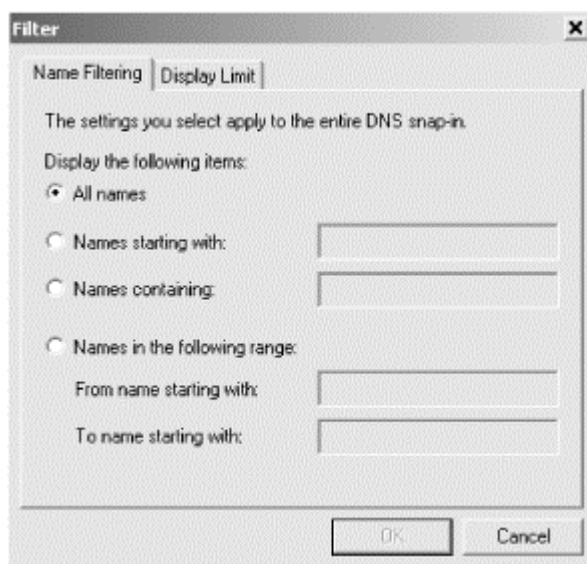 Filter
Name Filtering
Display Limit
The settings you select apply to the entire DNS snap-in.
Display the following items:
All names
Names starting with:
Names containing:
Names in the following range:
From name starting with:
To name starting with:
OK
Cancel